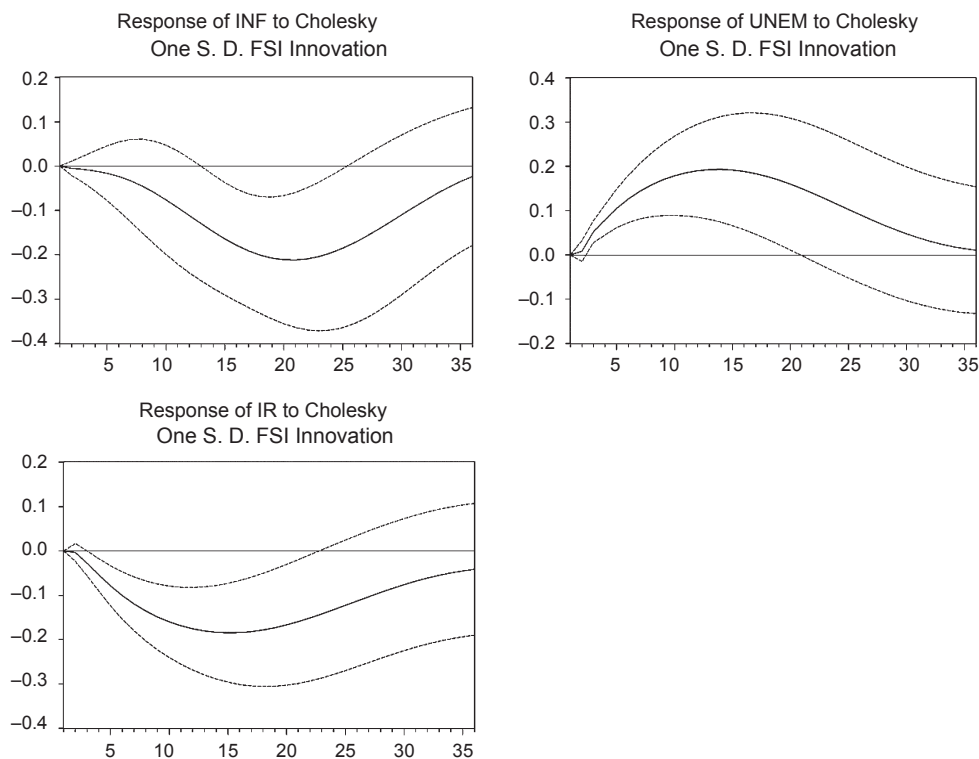 Response of INF to Cholesky
One S. D. FSI Innovation
0.2
0.1
0.0
–0.1
–0.2
–0.3
–0.4
5 10 15 20 25 30 35
Response of UNEM to Cholesky
One S. D. FSI Innovation
0.4
0.3
0.2
0.1
0.0
–0.1
–0.2
5 10 15 20 25 30 35
Response of IR to Cholesky
One S. D. FSI Innovation
0.2
0.1
0.0
–0.1
–0.2
–0.3
–0.4
5 10 15 20 25 30 35